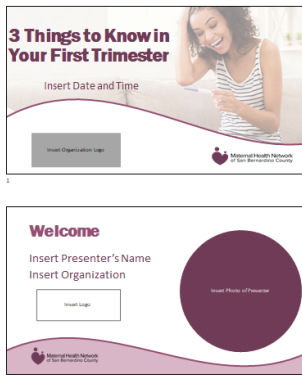 3 Things to Know in
Your First Trimester
Insert Date and Time
Insert Organization Logo
Maternal Health Network
of San Bernardino County
1
Welcome
Insert Presenter's Name
Insert Organization
Insert Logo
Insert Photo of Presenter
Maternal Health Network
of San Bernardino County